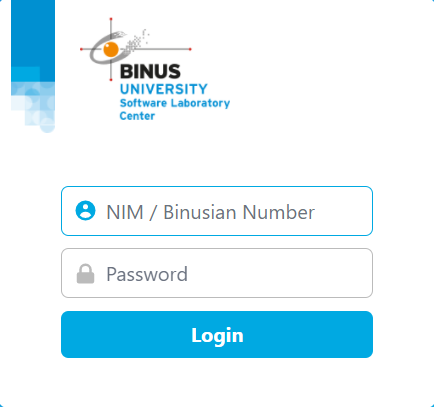 BINUS
UNIVERSITY
Software Laboratory
Center
NIM / Binusian Number
Password
Login